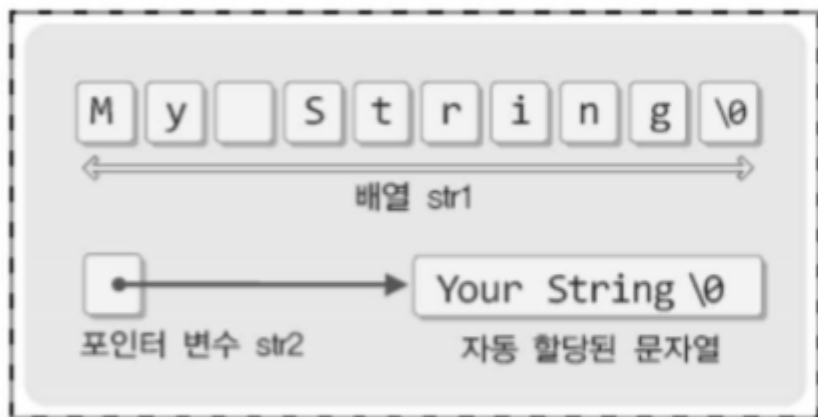 M y S t r i n g \0
배열 str1
Your String \0
포인터 변수 str2
자동 할당된 문자열